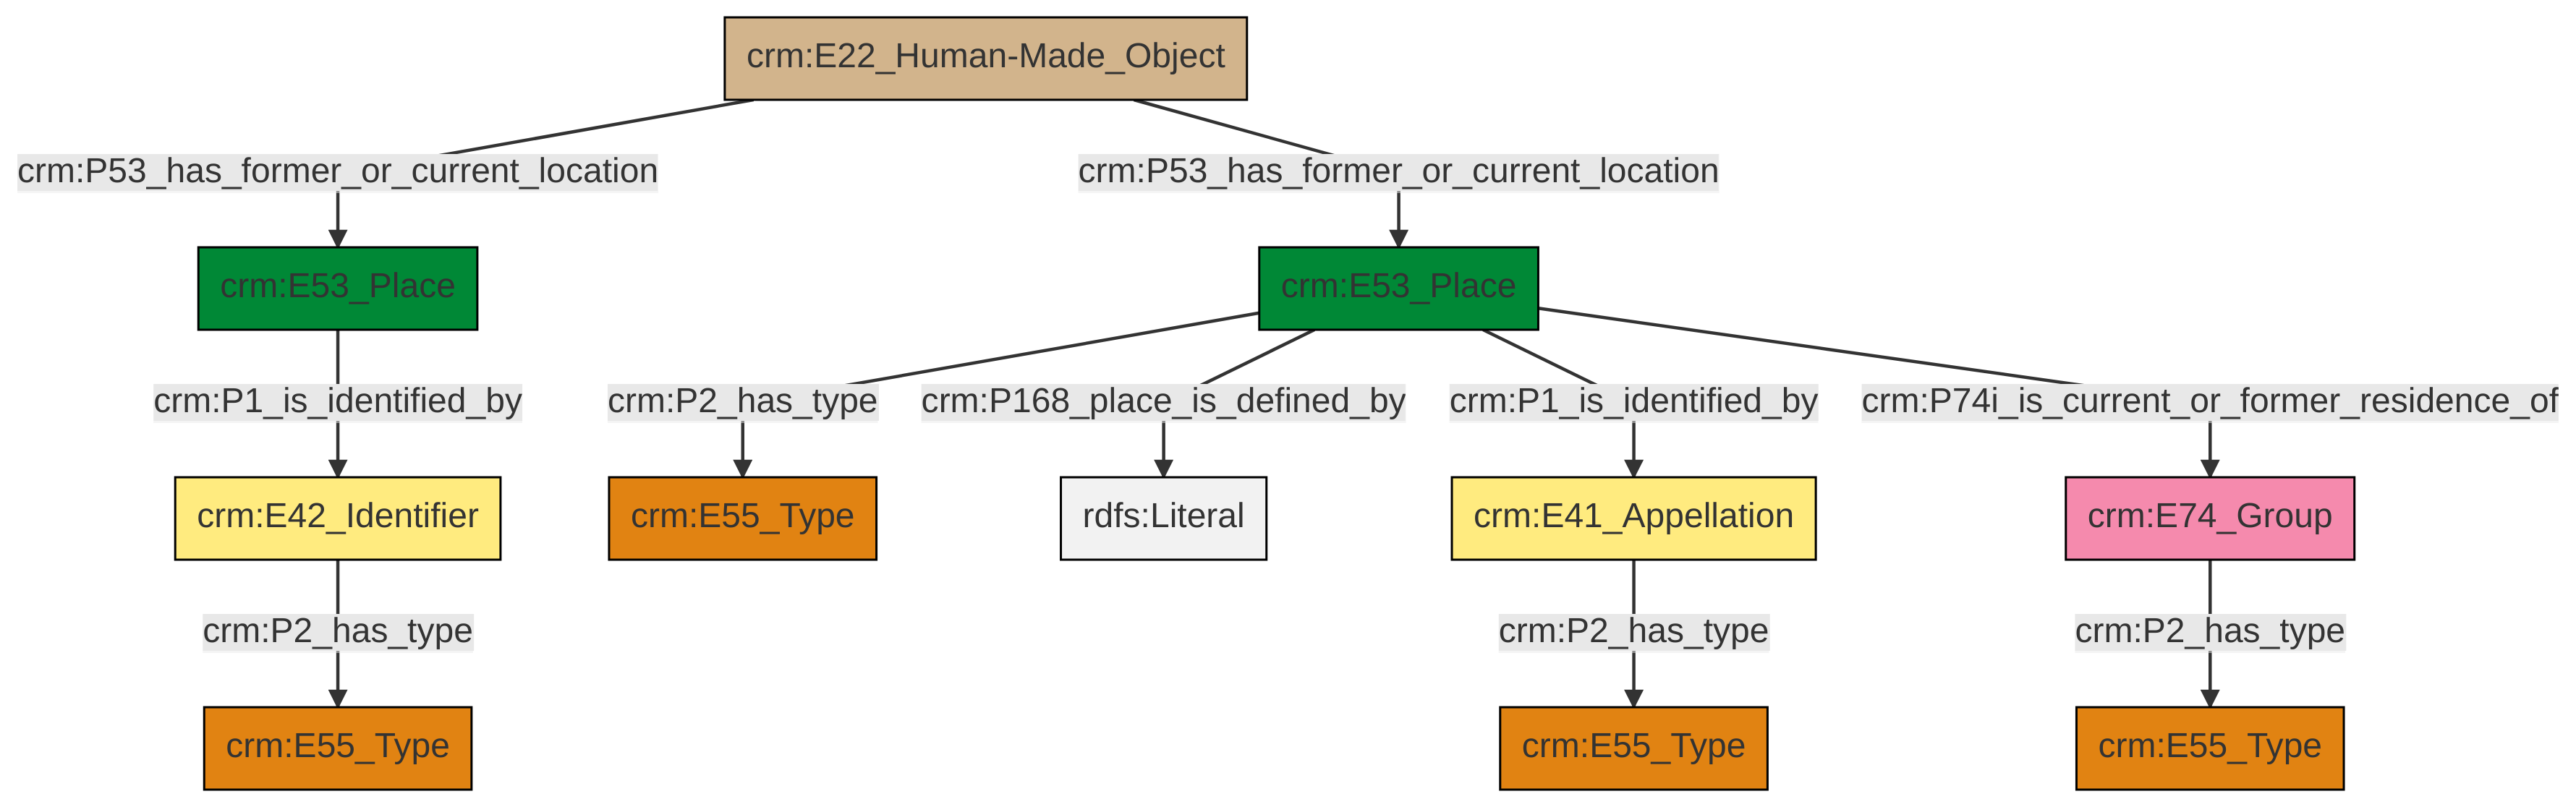 crm:E22_Human-Made_Object
crm:P53_has_former_or_current_location
crm:P53_has_former_or_current_location
crm:E53_Place
crm:E53_Place
crm:P1_is_identified_by
crm:P2_has_type
crm:P168_place_is_defined_by
crm:P1_is_identified_by
crm:P74i_is_current_or_former_residence_of
crm:E42_Identifier
crm:E55_Type
rdfs:Literal
crm:E41_Appellation
crm:E74_Group
crm:P2_has_type
crm:P2_has_type
crm:P2_has_type
crm:E55_Type
crm:E55_Type
crm:E55_Type